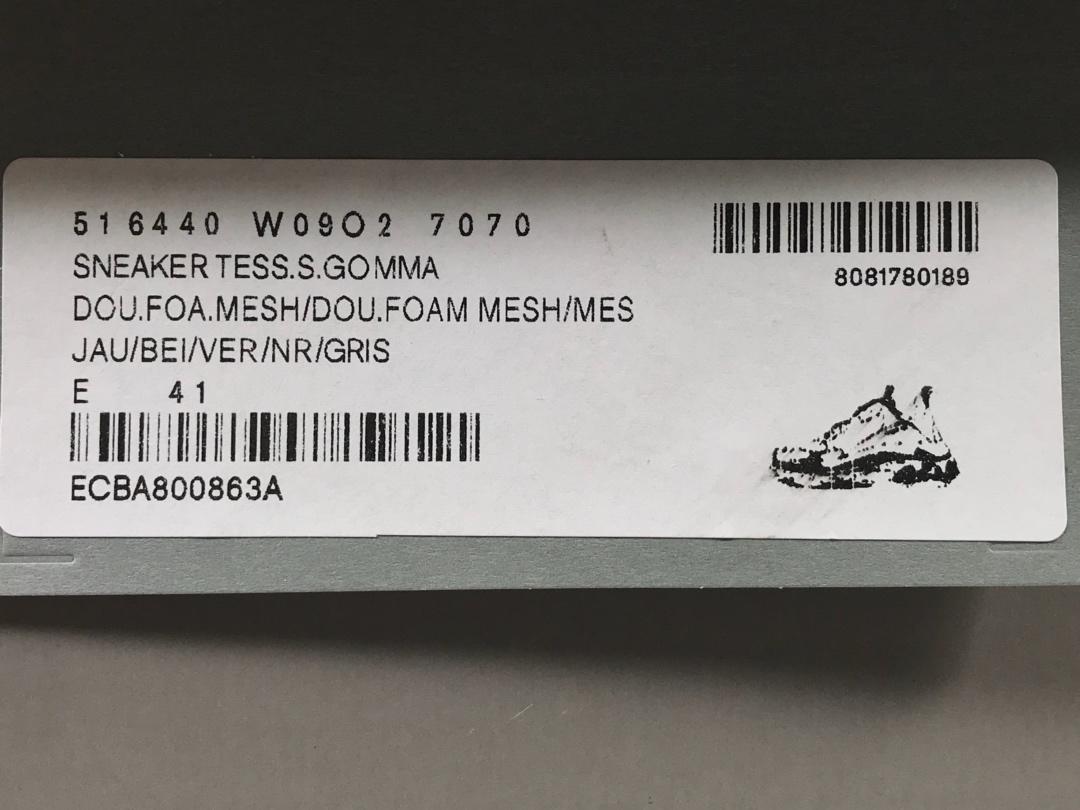 516440 W09O2 7070
SNEAKER TESS.S.GOMMA
DOU.FOA.MESH/DOU.FOAM MESH/MES
JAU/BEI/VER/NR/GRIS
E 41
ECBA800863A
8081780189